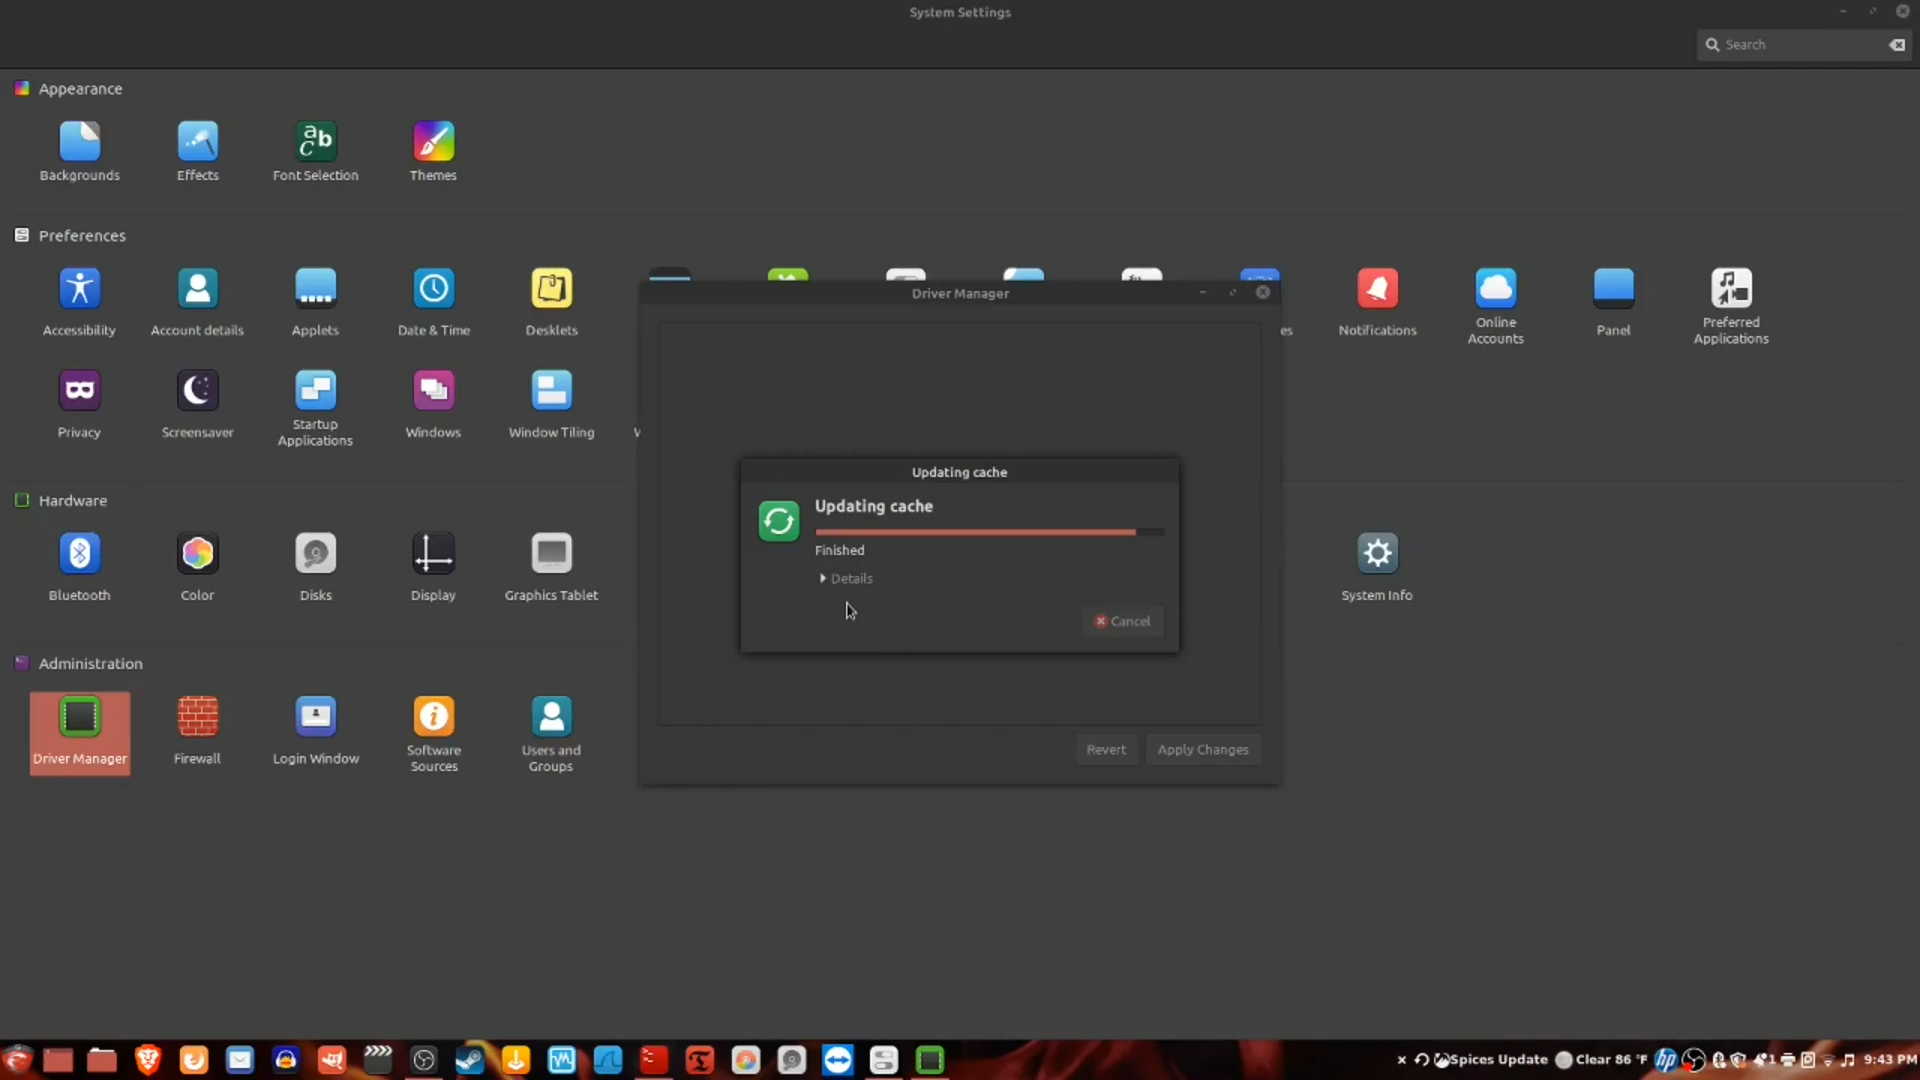 System Settings
Search
Appearance
Backgrounds
Effects
Font Selection
Themes
Preferences
Accessibility
Account details
Applets
Date & Time
Desklets
es
Notifications
Online
Accounts
Panel
Preferred
Applications
Privacy
Screensaver
Startup
Applications
Windows
Window Tiling
Driver Manager
Updating cache
Updating cache
Finished
Details
Cancel
Revert
Apply Changes
Hardware
Bluetooth
Color
Disks
Display
Graphics Tablet
System Info
Administration
Driver Manager
Firewall
Login Window
Software
Sources
Users and
Groups
Spices Update
Clear 86 °F
hp
1
9:43 PM